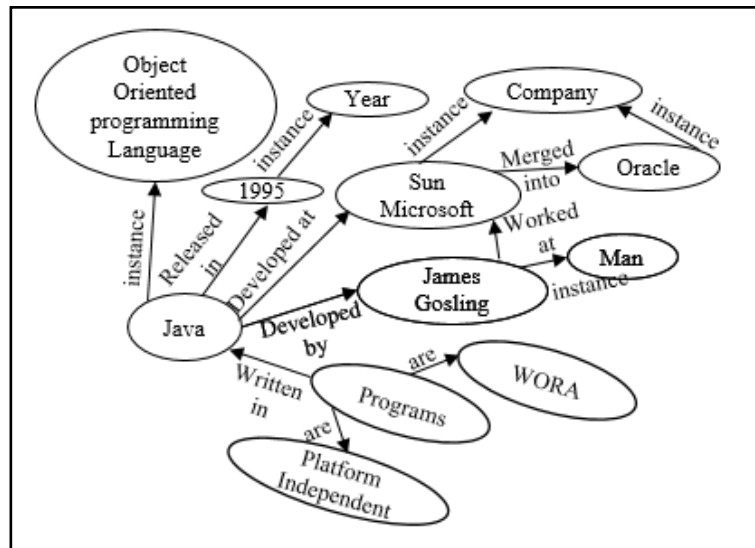 Object
Oriented
programming
Language
Year
Company
instance
instance
instance
1995
Merged
into
Oracle
Sun
Microsoft
Released
in
Developed at
instance
Worked
at
Man
James
Gosling
instance
Java
Developed
by
Written
in
are
WORA
Programs
are
Platform
Independent